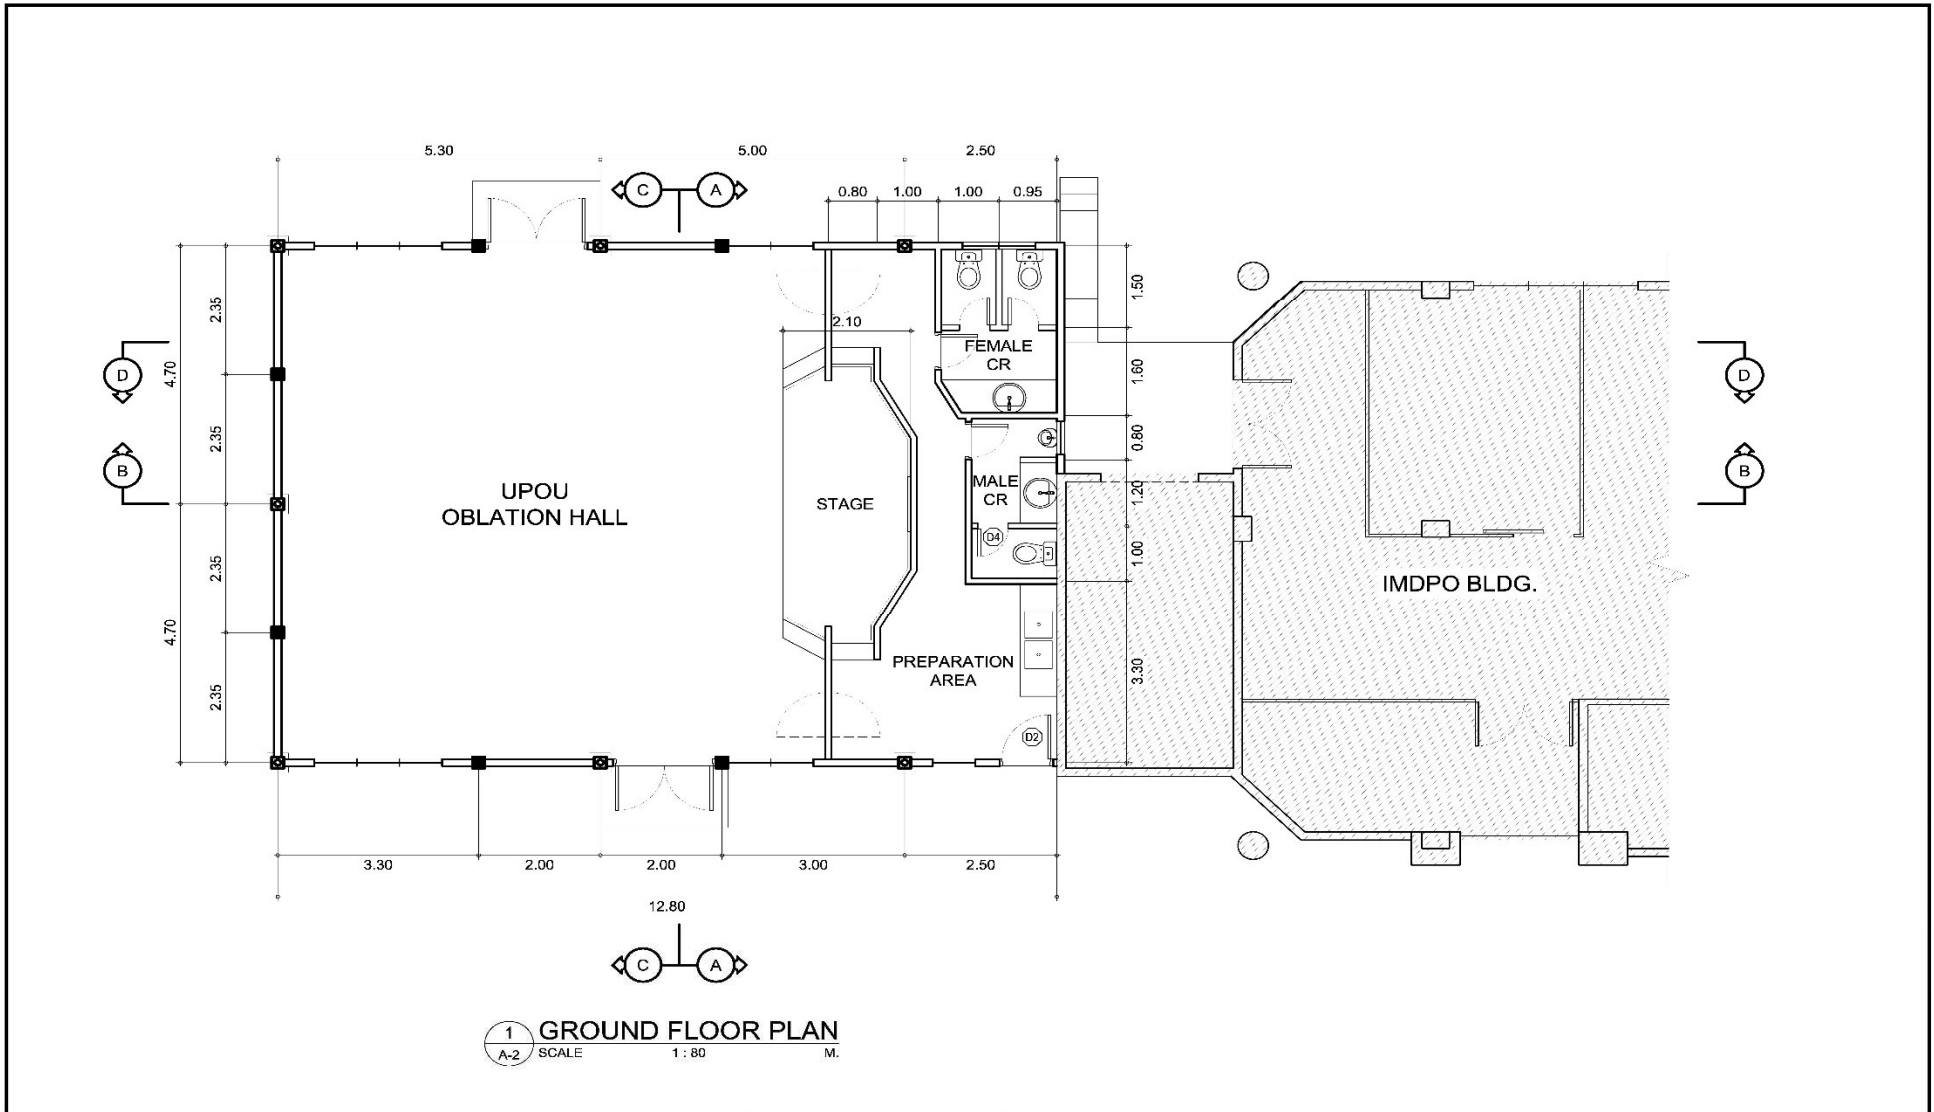 5.30
5.00
2.50
C
A
0.80
1.00
1.00
0.95
2.35
4.70
2.35
2.35
4.70
2.35
D
B
2.10
1.50
1.60
0.80
1.20
1.00
3.30
FEMALE
CR
MALE
CR
D4
UPOU
OBLATION HALL
STAGE
PREPARATION
AREA
D2
IMDPO BLDG.
D
B
3.30
2.00
2.00
3.00
2.50
12.80
C
A
1
A-2
GROUND FLOOR PLAN
SCALE 1 : 80 M.